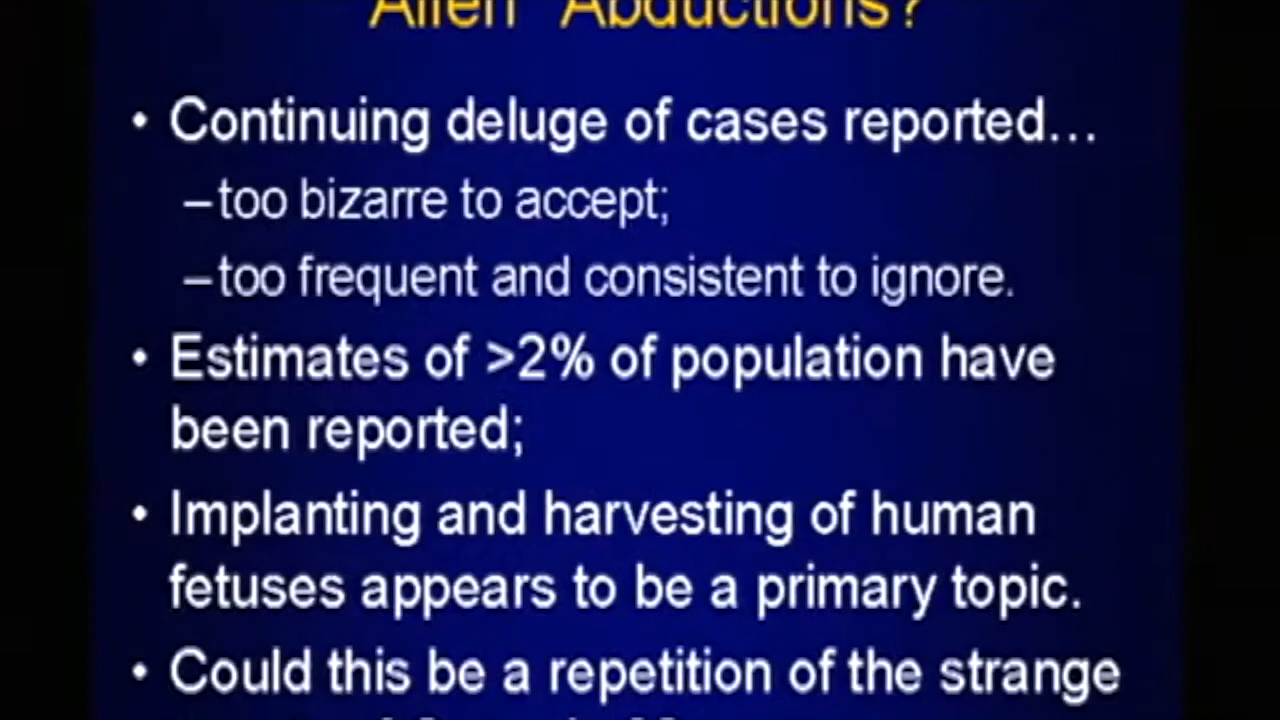 Alien Abductions?
• Continuing deluge of cases reported…
– too bizarre to accept;
– too frequent and consistent to ignore.
• Estimates of >2% of population have
been reported;
• Implanting and harvesting of human
fetuses appears to be a primary topic.
• Could this be a repetition of the strange